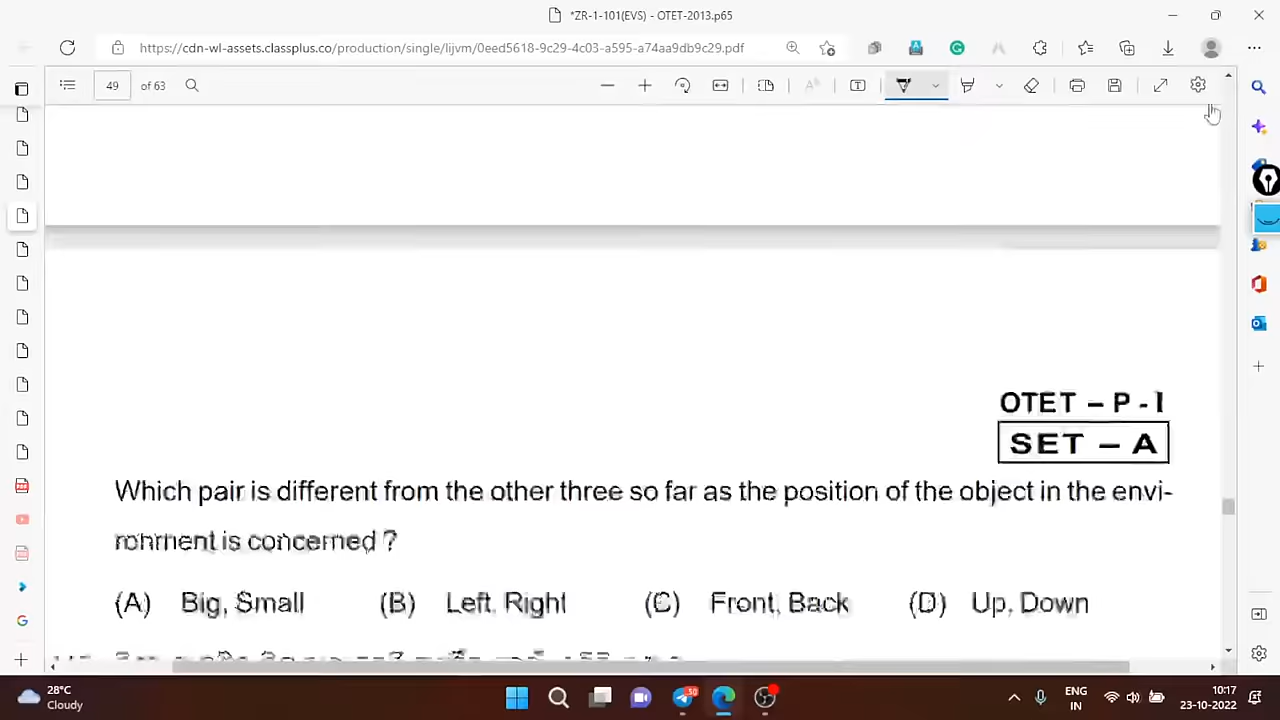 *ZR-1-101(EVS) - OTET-2013.p65
https://cdn-wl-assets.classplus.co/production/single/lijvm/0eed5618-9c29-4c03-a595-a74aa9db9c29.pdf
49 of 63
OTET – P - I
SET – A
Which pair is different from the other three so far as the position of the object in the envi-
ronment is concerned ?
(A) Big, Small (B) Left, Right (C) Front, Back (D) Up, Down
28°C
Cloudy
50
ENG
IN
10:17
23-10-2022